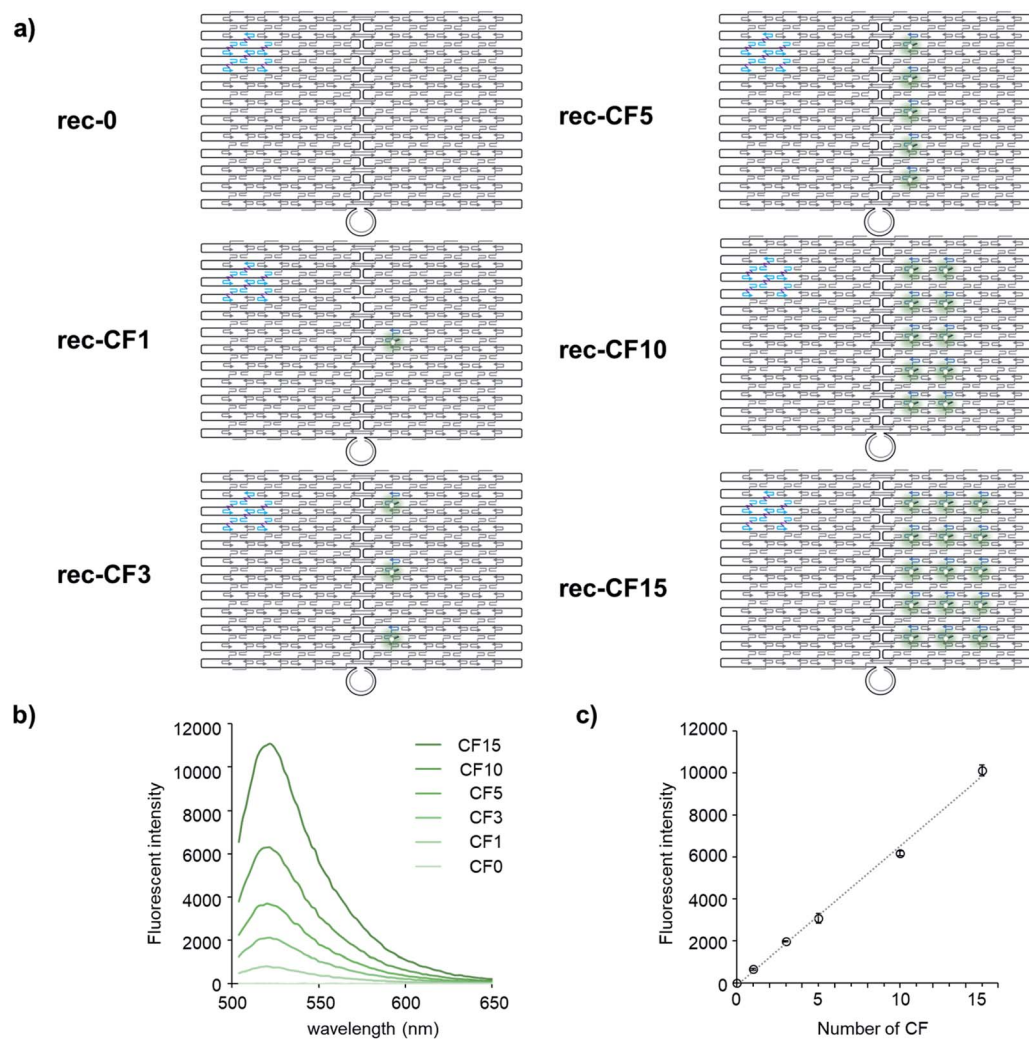 a)
rec-0
rec-CF5
rec-CF1
rec-CF10
rec-CF3
rec-CF15
b)
12000
10000
8000
6000
4000
2000
0
Fluorescent intensity
CF15
CF10
CF5
CF3
CF1
CF0
500
550
600
650
wavelength (nm)
c)
12000
10000
8000
6000
4000
2000
0
Fluorescent intensity
0
5
10
15
Number of CF